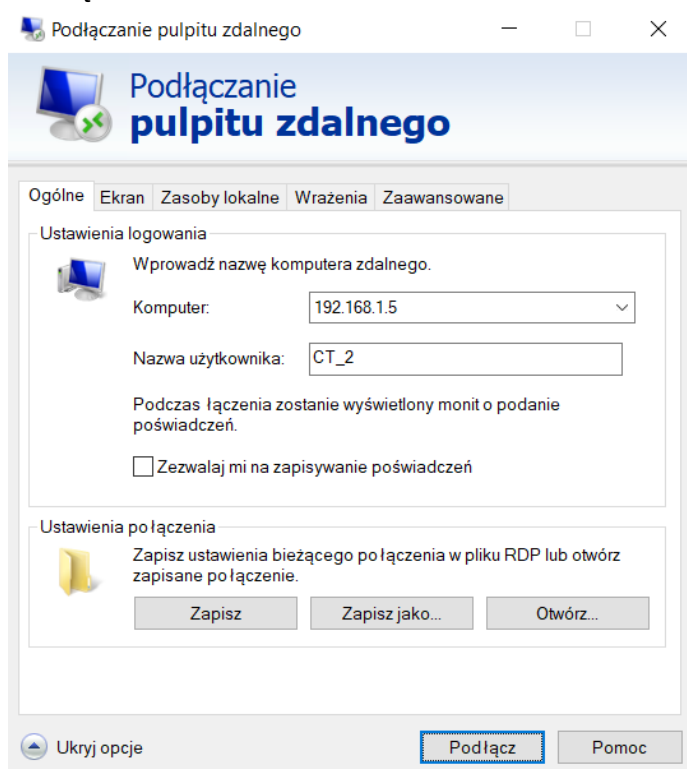 Podłączanie pulpitu zdalnego
Podłączanie
pulpitu zdalnego
Ogólne Ekran Zasoby lokalne Wrażenia Zaawansowane
Ustawienia logowania
Wprowadź nazwę komputera zdalnego.
Komputer: 192.168.1.5
Nazwa użytkownika: CT_2
Podczas łączenia zostanie wyświetlony monit o podanie
poświadczeń.
Zezwalaj mi na zapisywanie poświadczeń
Ustawienia połączenia
Zapisz ustawienia bieżącego połączenia w pliku RDP lub otwórz
zapisane połączenie.
Zapisz Zapisz jako... Otwórz...
Ukryj opcje Podłącz Pomoc